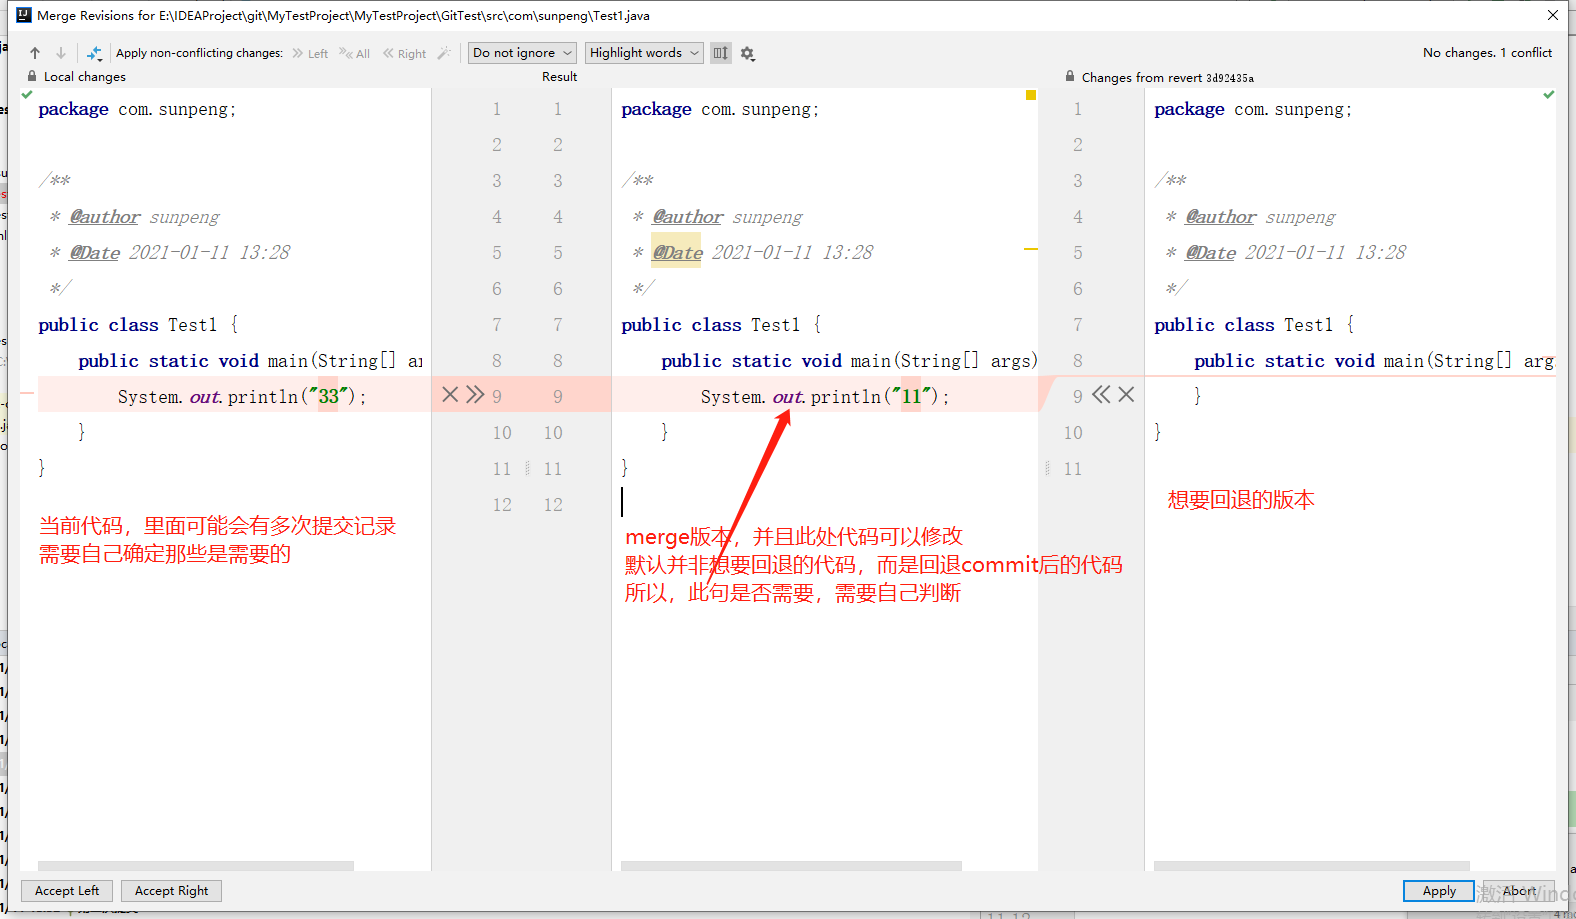 Merge Revisions for E:\IDEAProject\git\MyTestProject\MyTestProject\GitTest\src\com\sunpeng\Test1.java
Apply non-conflicting changes: Left All Right Do not ignore Highlight words No changes. 1 conflict
Local changes Result Changes from revert 3d92435a
package com.sunpeng; 1 1 package com.sunpeng; 1 package com.sunpeng;
2 2 2
/** 3 3 /** 3 /**
* @author sunpeng 4 4 * @author sunpeng 4 * @author sunpeng
* @Date 2021-01-11 13:28 5 5 * @Date 2021-01-11 13:28 5 * @Date 2021-01-11 13:28
*/ 6 6 */ 6 */
public class Test1 { 7 7 public class Test1 { 7 public class Test1 {
public static void main(String[] ar 8 8 public static void main(String[] args) 8 public static void main(String[] arg
System.out.println("33"); 9 9 System.out.println("11"); 9 }
} 10 10 } 10 }
} 11 11 } 11
12 12
当前代码，里面可能会有多次提交记录
需要自己确定那些是需要的
merge版本，并且此处代码可以修改
默认并非想要回退的代码，而是回退commit后的代码
所以，此句是否需要，需要自己判断
想要回退的版本
Accept Left Accept Right Apply Abort